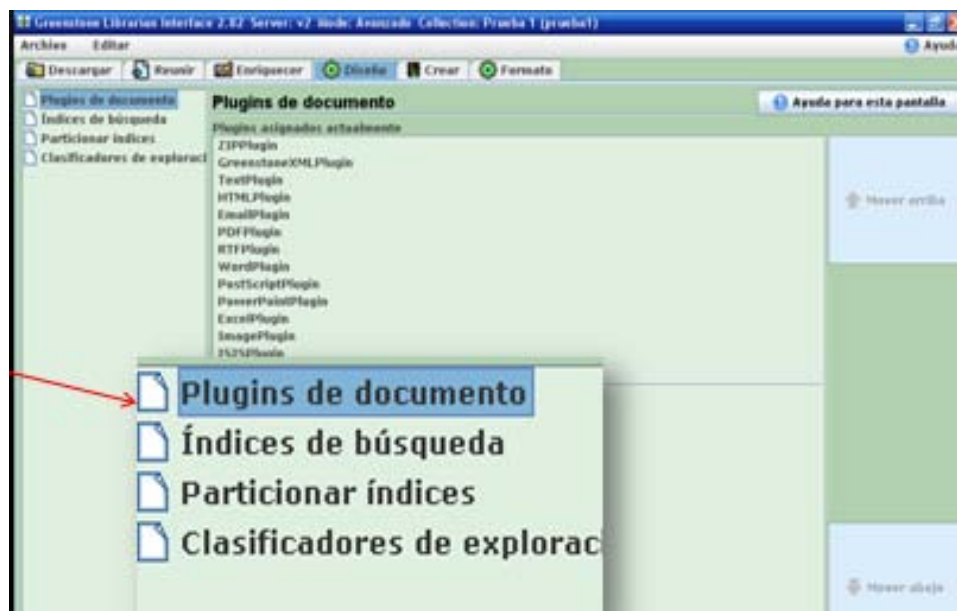 Greenstone Librarian Interface 2.82 Server: v2 Mode: Avanzado Collection: Prueba 1 (prueba1)
Archivo Editar Ayuda
Descargar Reunir Enriquecer Diseño Crear Formato
Plugins de documento
Índices de búsqueda
Particionar índices
Clasificadores de exploraci
Plugins de documento
Ayuda para esta pantalla
Plugins asignados actualmente
ZIPPlugin
GreenstoneXMLPlugin
TextPlugin
HTMLPlugin
EmailPlugin
PDFPlugin
RTFPlugin
WordPlugin
PostScriptPlugin
PowerPointPlugin
ExcelPlugin
ImagePlugin
ISISPlugin
Mover arriba
Plugins de documento
Índices de búsqueda
Particionar índices
Clasificadores de explorac
Mover abajo